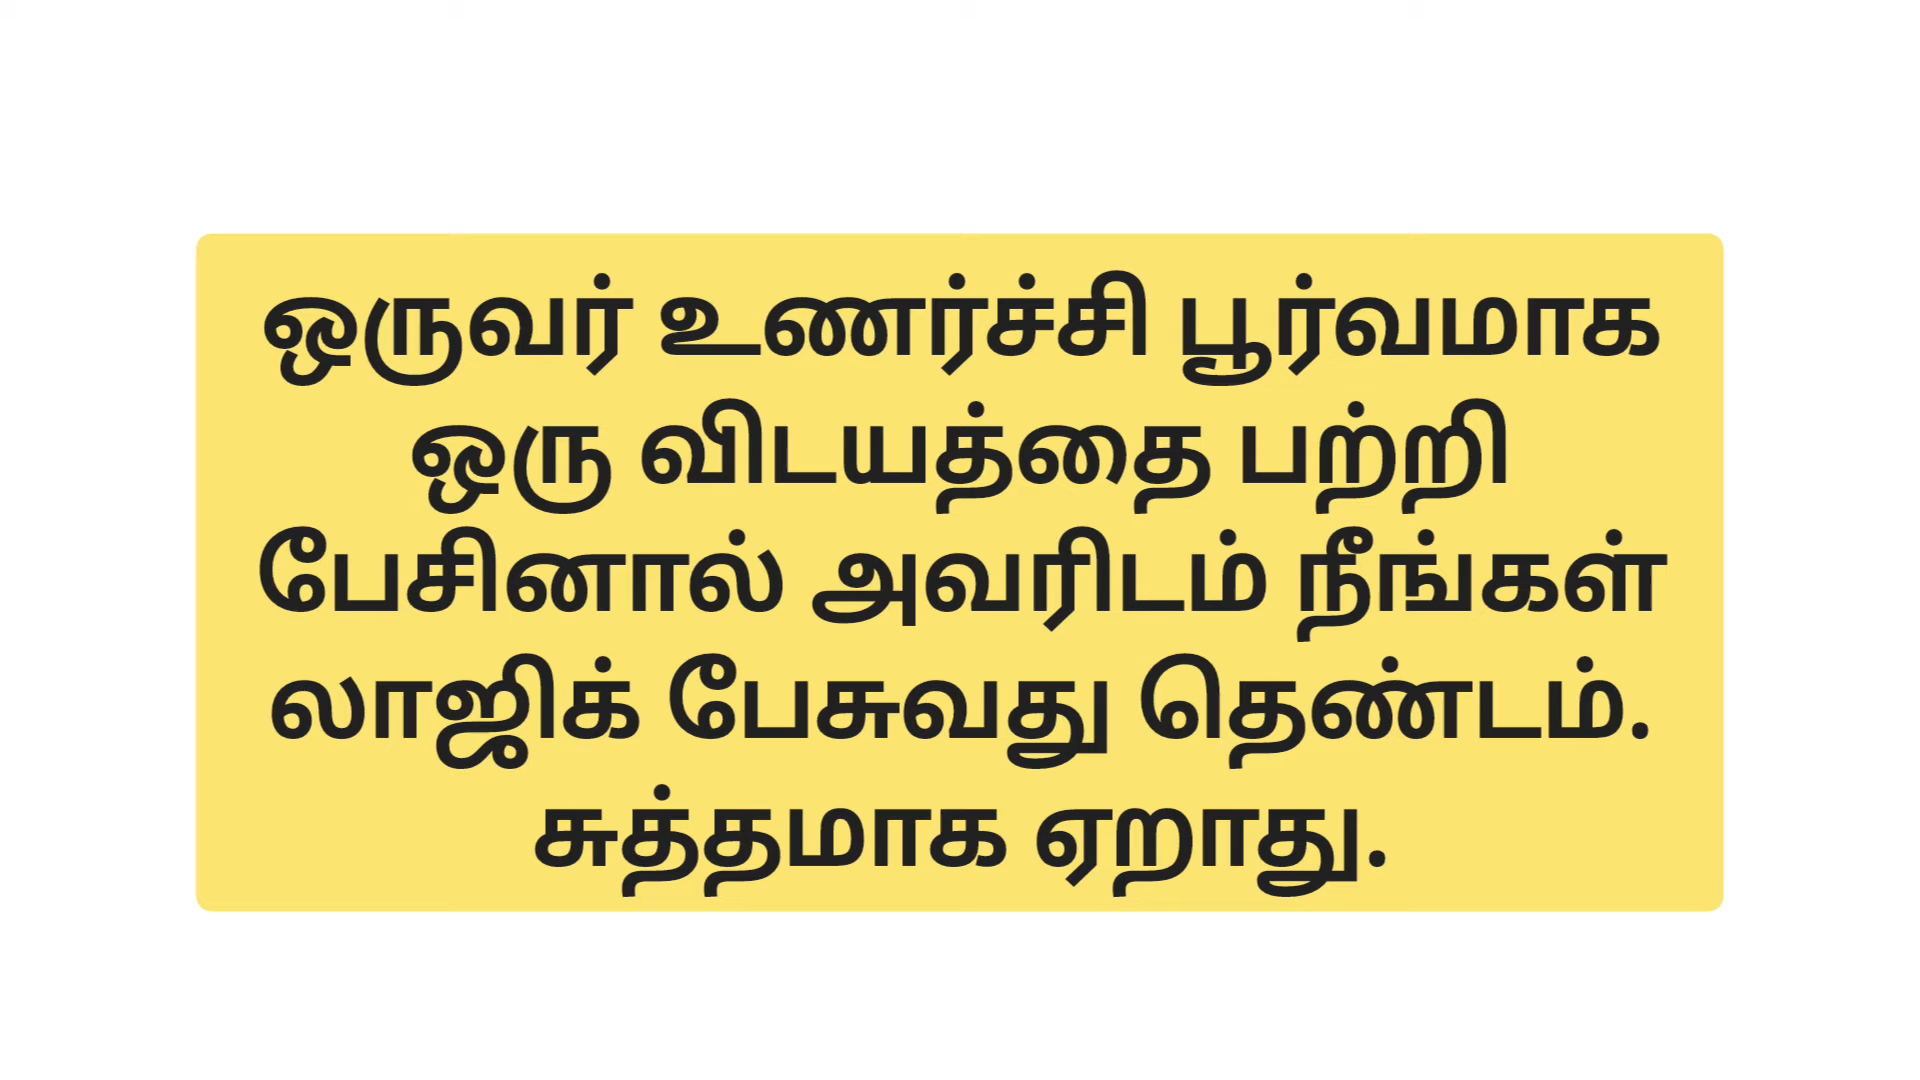 ஒருவர் உணர்ச்சி பூர்வமாக
ஒரு விடயத்தை பற்றி
பேசினால் அவரிடம் நீங்கள்
லாஜிக் பேசுவது தெண்டம்.
சுத்தமாக ஏறாது.